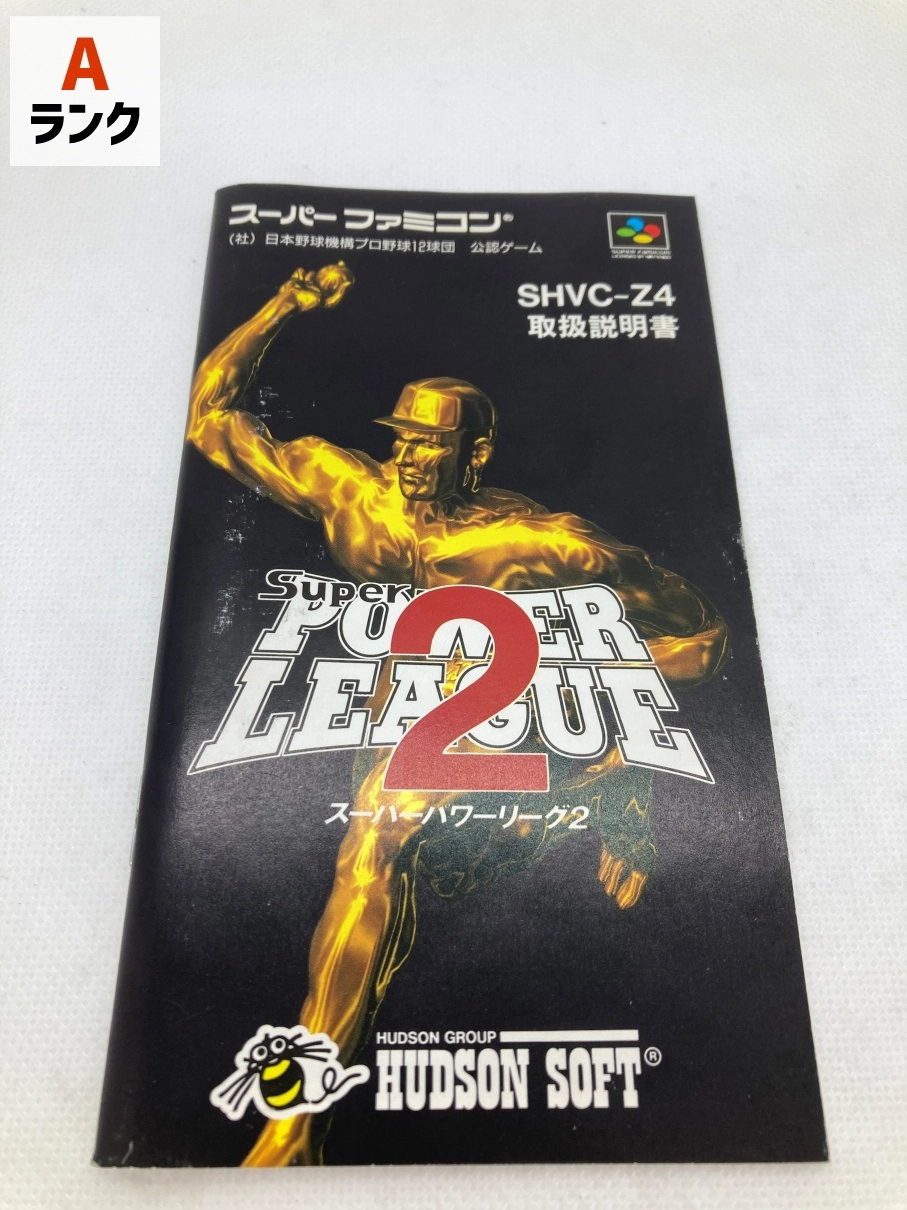 A
ランク
スーパーファミコン®
(社)日本野球機構プロ野球12球団 公認ゲーム
SHVC-Z4
取扱説明書
Super
POWER
LEAGUE
2
スーパーパワーリーグ2
HUDSON GROUP
HUDSON SOFT®